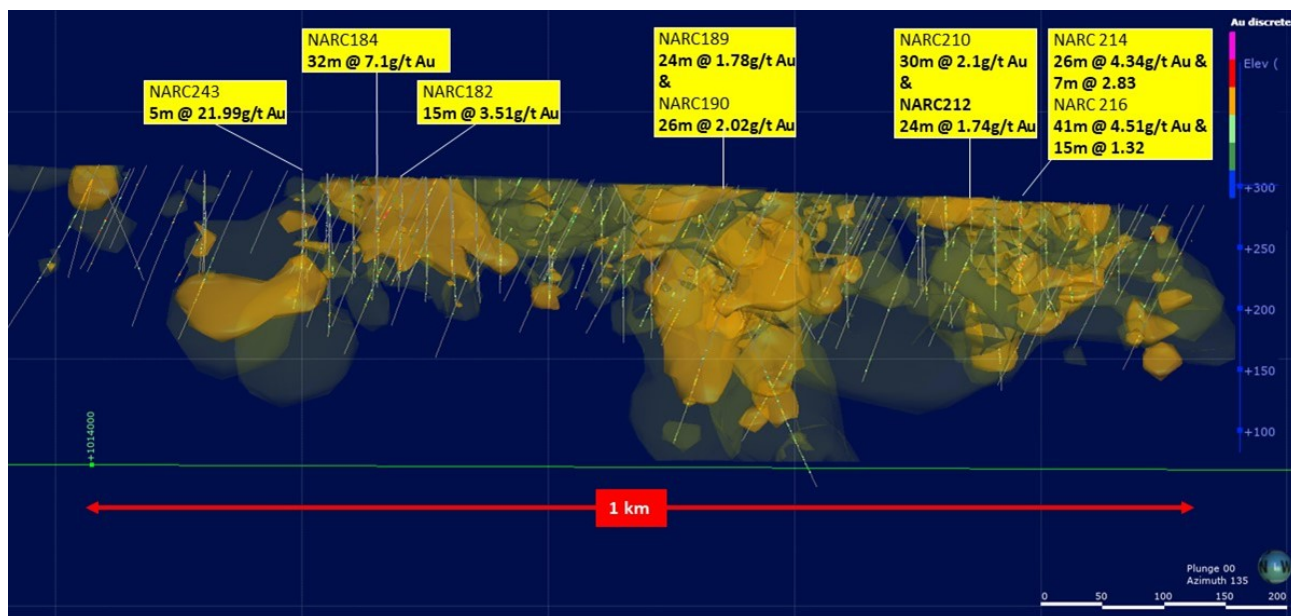 NARC184
32m @ 7.1g/t Au
NARC243
5m @ 21.99g/t Au
NARC182
15m @ 3.51g/t Au
NARC189
24m @ 1.78g/t Au
&
NARC190
26m @ 2.02g/t Au
NARC210
30m @ 2.1g/t Au
&
NARC212
24m @ 1.74g/t Au
NARC 214
26m @ 4.34g/t Au &
7m @ 2.83
NARC 216
41m @ 4.51g/t Au &
15m @ 1.32
Au discrete
Elev (
+300
+250
+200
+150
+100
+1014000
1 km
Plunge 00
Azimuth 135
0 50 100 150 200